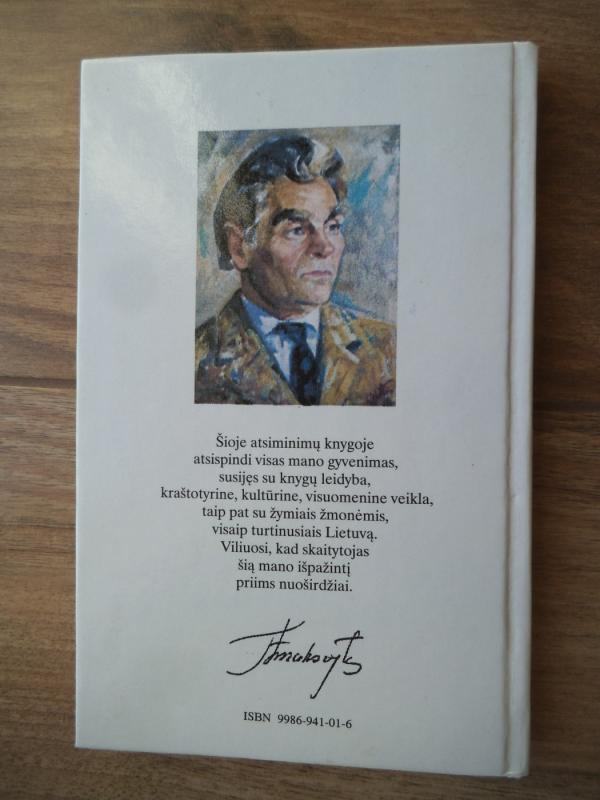 Šioje atsiminimų knygoje
atsispindi visas mano gyvenimas,
susijęs su knygų leidyba,
kraštotyrine, kultūrine, visuomenine veikla,
taip pat su žymiais žmonėmis,
visaip turtinusiais Lietuvą.
Viliuosi, kad skaitytojas
šią mano išpažintį
priims nuoširdžiai.
ISBN 9986-941-01-6